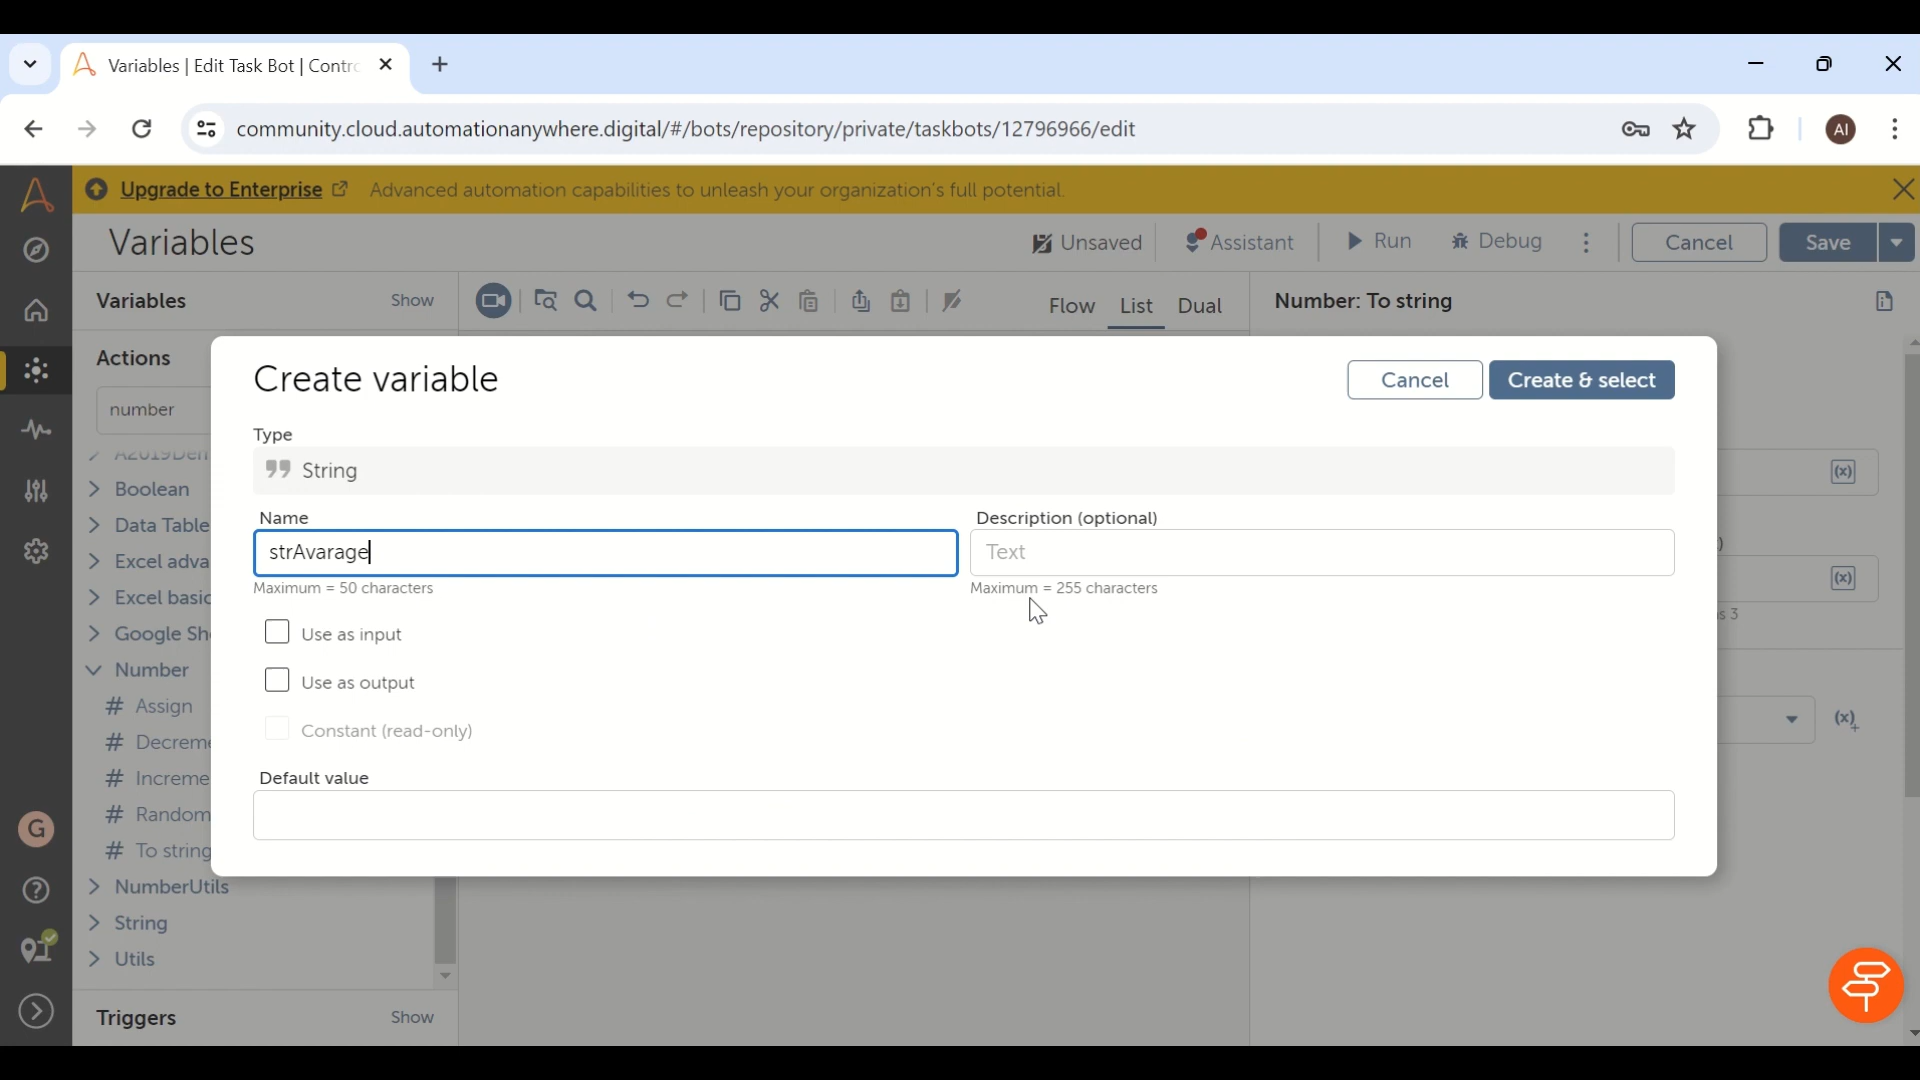 Variables | Edit Task Bot | Contro
community.cloud.automationanywhere.digital/#/bots/repository/private/taskbots/12796966/edit
AI
Upgrade to Enterprise Advanced automation capabilities to unleash your organization's full potential.
Variables
Unsaved
Assistant
Run
Debug
Cancel
Save
Variables
Show
Flow
List
Dual
Number: To string
Actions
number
Boolean
Data Table
Excel adva
Excel basic
Google She
Number
# Assign
# Decreme
# Increme
# Random
# To string
NumberUtils
String
Utils
Triggers
Show
G
Create variable
Cancel
Create & select
Type
String
Name
strAvarage
Maximum = 50 characters
Description (optional)
Text
Maximum = 255 characters
Use as input
Use as output
Constant (read-only)
Default value
(x)
)
(x)
s 3
(x)+